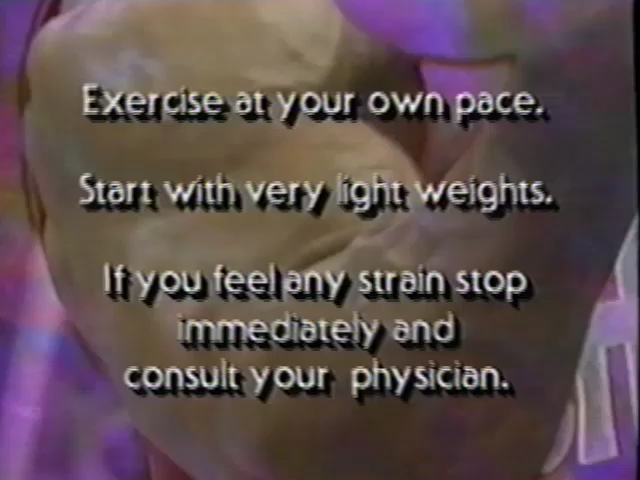 Exercise at your own pace.
Start with very light weights.
If you feel any strain stop
immediately and
consult your physician.